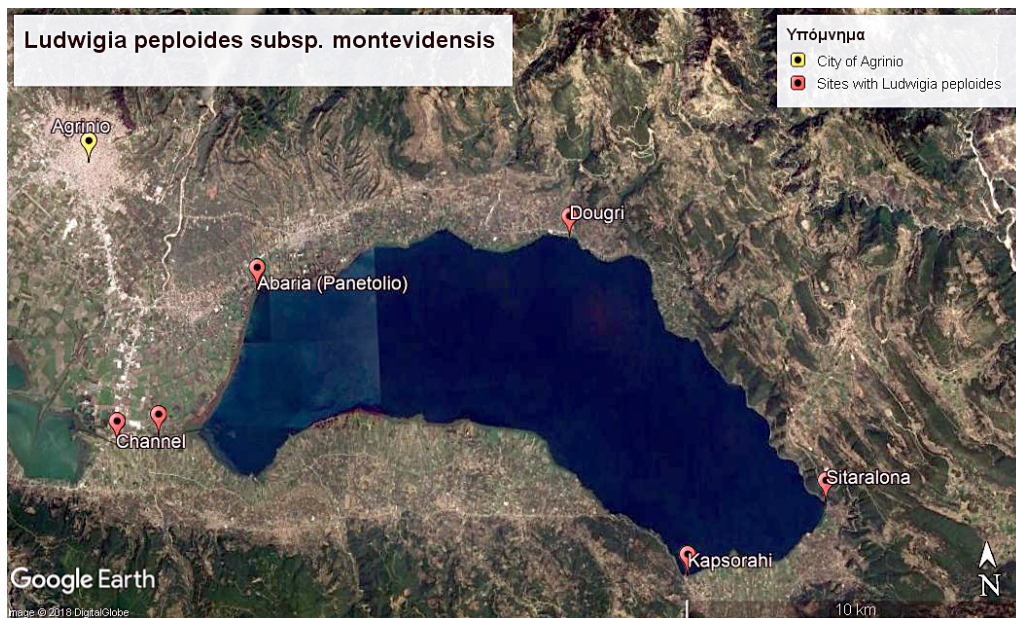 Ludwigia peploides subsp. montevidensis
Υπόμνημα
City of Agrinio
Sites with Ludwigia peploides
Agrinio
Dougri
Abaria (Panetolio)
Channel
Sitaralona
Kapsorahi
Google Earth
N
mage © 2018 DigitalGlobe
10 km